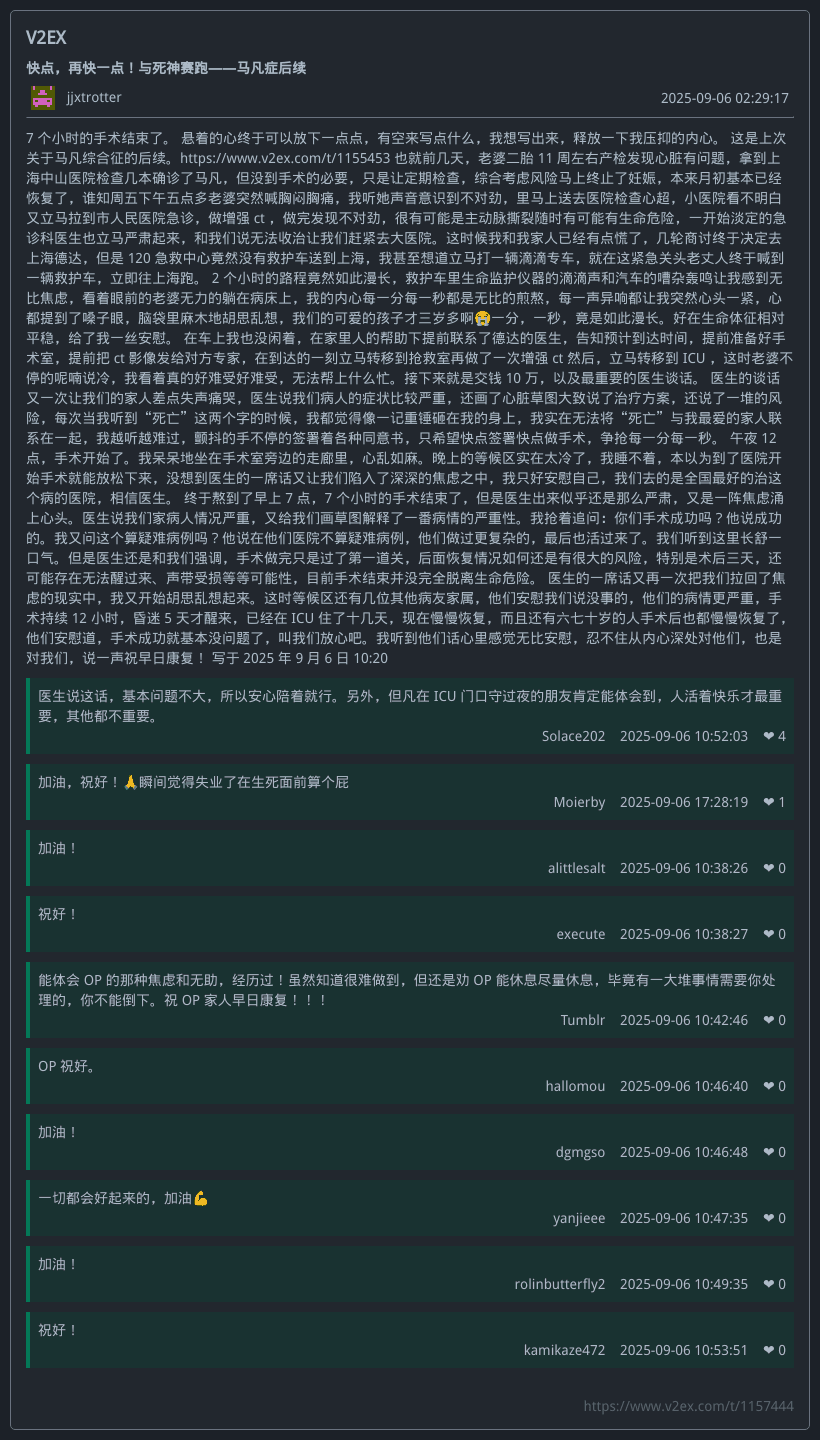 V2EX
快点，再快一点！与死神赛跑——马凡症后续
jjxtrotter 2025-09-06 02:29:17
7 个小时的手术结束了。 悬着的心终于可以放下一点点，有空来写点什么，我想写出来，释放一下我压抑的内心。 这是上次
关于马凡综合征的后续。https://www.v2ex.com/t/1155453 也就前几天，老婆二胎 11 周左右产检发现心脏有问题，拿到上
海中山医院检查几本确诊了马凡，但没到手术的必要，只是让定期检查，综合考虑风险马上终止了妊娠，本来月初基本已经
恢复了，谁知周五下午五点多老婆突然喊胸闷胸痛，我听她声音意识到不对劲，里马上送去医院检查心超，小医院看不明白
又立马拉到市人民医院急诊，做增强 ct ，做完发现不对劲，很有可能是主动脉撕裂随时有可能有生命危险，一开始淡定的急
诊科医生也立马严肃起来，和我们说无法收治让我们赶紧去大医院。这时候我和我家人已经有点慌了，几轮商讨终于决定去
上海德达，但是 120 急救中心竟然没有救护车送到上海，我甚至想道立马打一辆滴滴专车，就在这紧急关头老丈人终于喊到
一辆救护车，立即往上海跑。 2 个小时的路程竟然如此漫长，救护车里生命监护仪器的滴滴声和汽车的嘈杂轰鸣让我感到无
比焦虑，看着眼前的老婆无力的躺在病床上，我的内心每一分每一秒都是无比的煎熬，每一声异响都让我突然心头一紧，心
都提到了嗓子眼，脑袋里麻木地胡思乱想，我们的可爱的孩子才三岁多啊😭一分，一秒，竟是如此漫长。好在生命体征相对
平稳，给了我一丝安慰。 在车上我也没闲着，在家里人的帮助下提前联系了德达的医生，告知预计到达时间，提前准备好手
术室，提前把 ct 影像发给对方专家，在到达的一刻立马转移到抢救室再做了一次增强 ct 然后，立马转移到 ICU ，这时老婆不
停的呢喃说冷，我看着真的好难受好难受，无法帮上什么忙。接下来就是交钱 10 万，以及最重要的医生谈话。 医生的谈话
又一次让我们的家人差点失声痛哭，医生说我们病人的症状比较严重，还画了心脏草图大致说了治疗方案，还说了一堆的风
险，每次当我听到“死亡”这两个字的时候，我都觉得像一记重锤砸在我的身上，我实在无法将“死亡”与我最爱的家人联
系在一起，我越听越难过，颤抖的手不停的签署着各种同意书，只希望快点签署快点做手术，争抢每一分每一秒。 午夜 12
点，手术开始了。我呆呆地坐在手术室旁边的走廊里，心乱如麻。晚上的等候区实在太冷了，我睡不着，本以为到了医院开
始手术就能放松下来，没想到医生的一席话又让我们陷入了深深的焦虑之中，我只好安慰自己，我们去的是全国最好的治这
个病的医院，相信医生。 终于熬到了早上 7 点，7 个小时的手术结束了，但是医生出来似乎还是那么严肃，又是一阵焦虑涌
上心头。医生说我们家病人情况严重，又给我们画草图解释了一番病情的严重性。我抢着追问：你们手术成功吗？他说成功
的。我又问这个算疑难病例吗？他说在他们医院不算疑难病例，他们做过更复杂的，最后也活过来了。我们听到这里长舒一
口气。但是医生还是和我们强调，手术做完只是过了第一道关，后面恢复情况如何还是有很大的风险，特别是术后三天，还
可能存在无法醒过来、声带受损等等可能性，目前手术结束并没完全脱离生命危险。 医生的一席话又再一次把我们拉回了焦
虑的现实中，我又开始胡思乱想起来。这时等候区还有几位其他病友家属，他们安慰我们说没事的，他们的病情更严重，手
术持续 12 小时，昏迷 5 天才醒来，已经在 ICU 住了十几天，现在慢慢恢复，而且还有六七十岁的人手术后也都慢慢恢复了，
他们安慰道，手术成功就基本没问题了，叫我们放心吧。我听到他们话心里感觉无比安慰，忍不住从内心深处对他们，也是
对我们，说一声祝早日康复！ 写于 2025 年 9 月 6 日 10:20
医生说这话，基本问题不大，所以安心陪着就行。另外，但凡在 ICU 门口守过夜的朋友肯定能体会到，人活着快乐才最重
要，其他都不重要。
Solace202 2025-09-06 10:52:03 ❤ 4
加油，祝好！🙏瞬间觉得失业了在生死面前算个屁
Moierby 2025-09-06 17:28:19 ❤ 1
加油！
alittlesalt 2025-09-06 10:38:26 ❤ 0
祝好！
execute 2025-09-06 10:38:27 ❤ 0
能体会 OP 的那种焦虑和无助，经历过！虽然知道很难做到，但还是劝 OP 能休息尽量休息，毕竟有一大堆事情需要你处
理的，你不能倒下。祝 OP 家人早日康复！！！
Tumblr 2025-09-06 10:42:46 ❤ 0
OP 祝好。
hallomou 2025-09-06 10:46:40 ❤ 0
加油！
dgmgso 2025-09-06 10:46:48 ❤ 0
一切都会好起来的，加油💪
yanjieee 2025-09-06 10:47:35 ❤ 0
加油！
rolinbutterfly2 2025-09-06 10:49:35 ❤ 0
祝好！
kamikaze472 2025-09-06 10:53:51 ❤ 0
https://www.v2ex.com/t/1157444